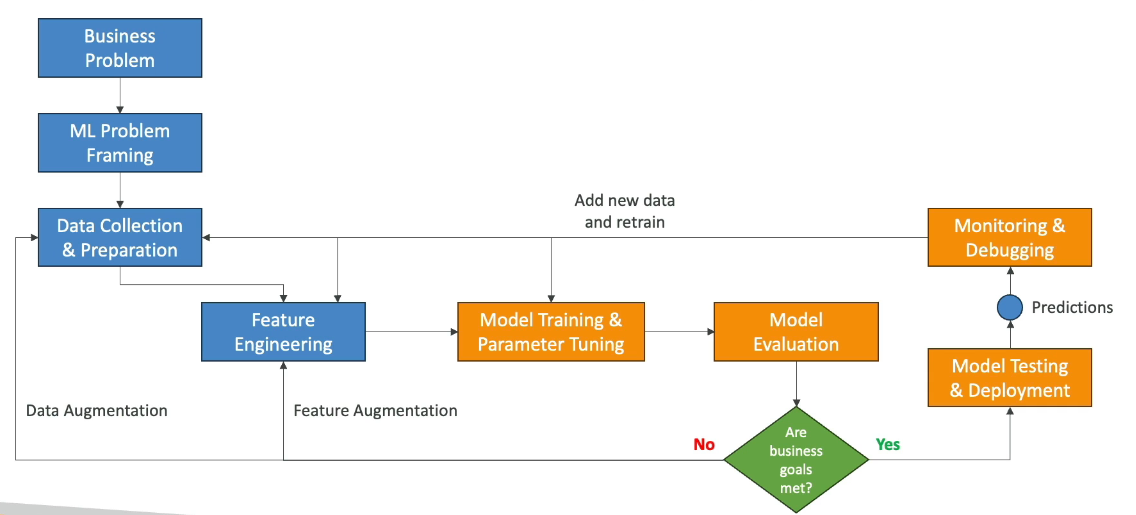 Business
Problem
ML Problem
Framing
Data Collection
& Preparation
Add new data
and retrain
Monitoring &
Debugging
Feature
Engineering
Model Training &
Parameter Tuning
Model
Evaluation
Predictions
Model Testing
& Deployment
Data Augmentation
Feature Augmentation
No
Are
business
goals
met?
Yes